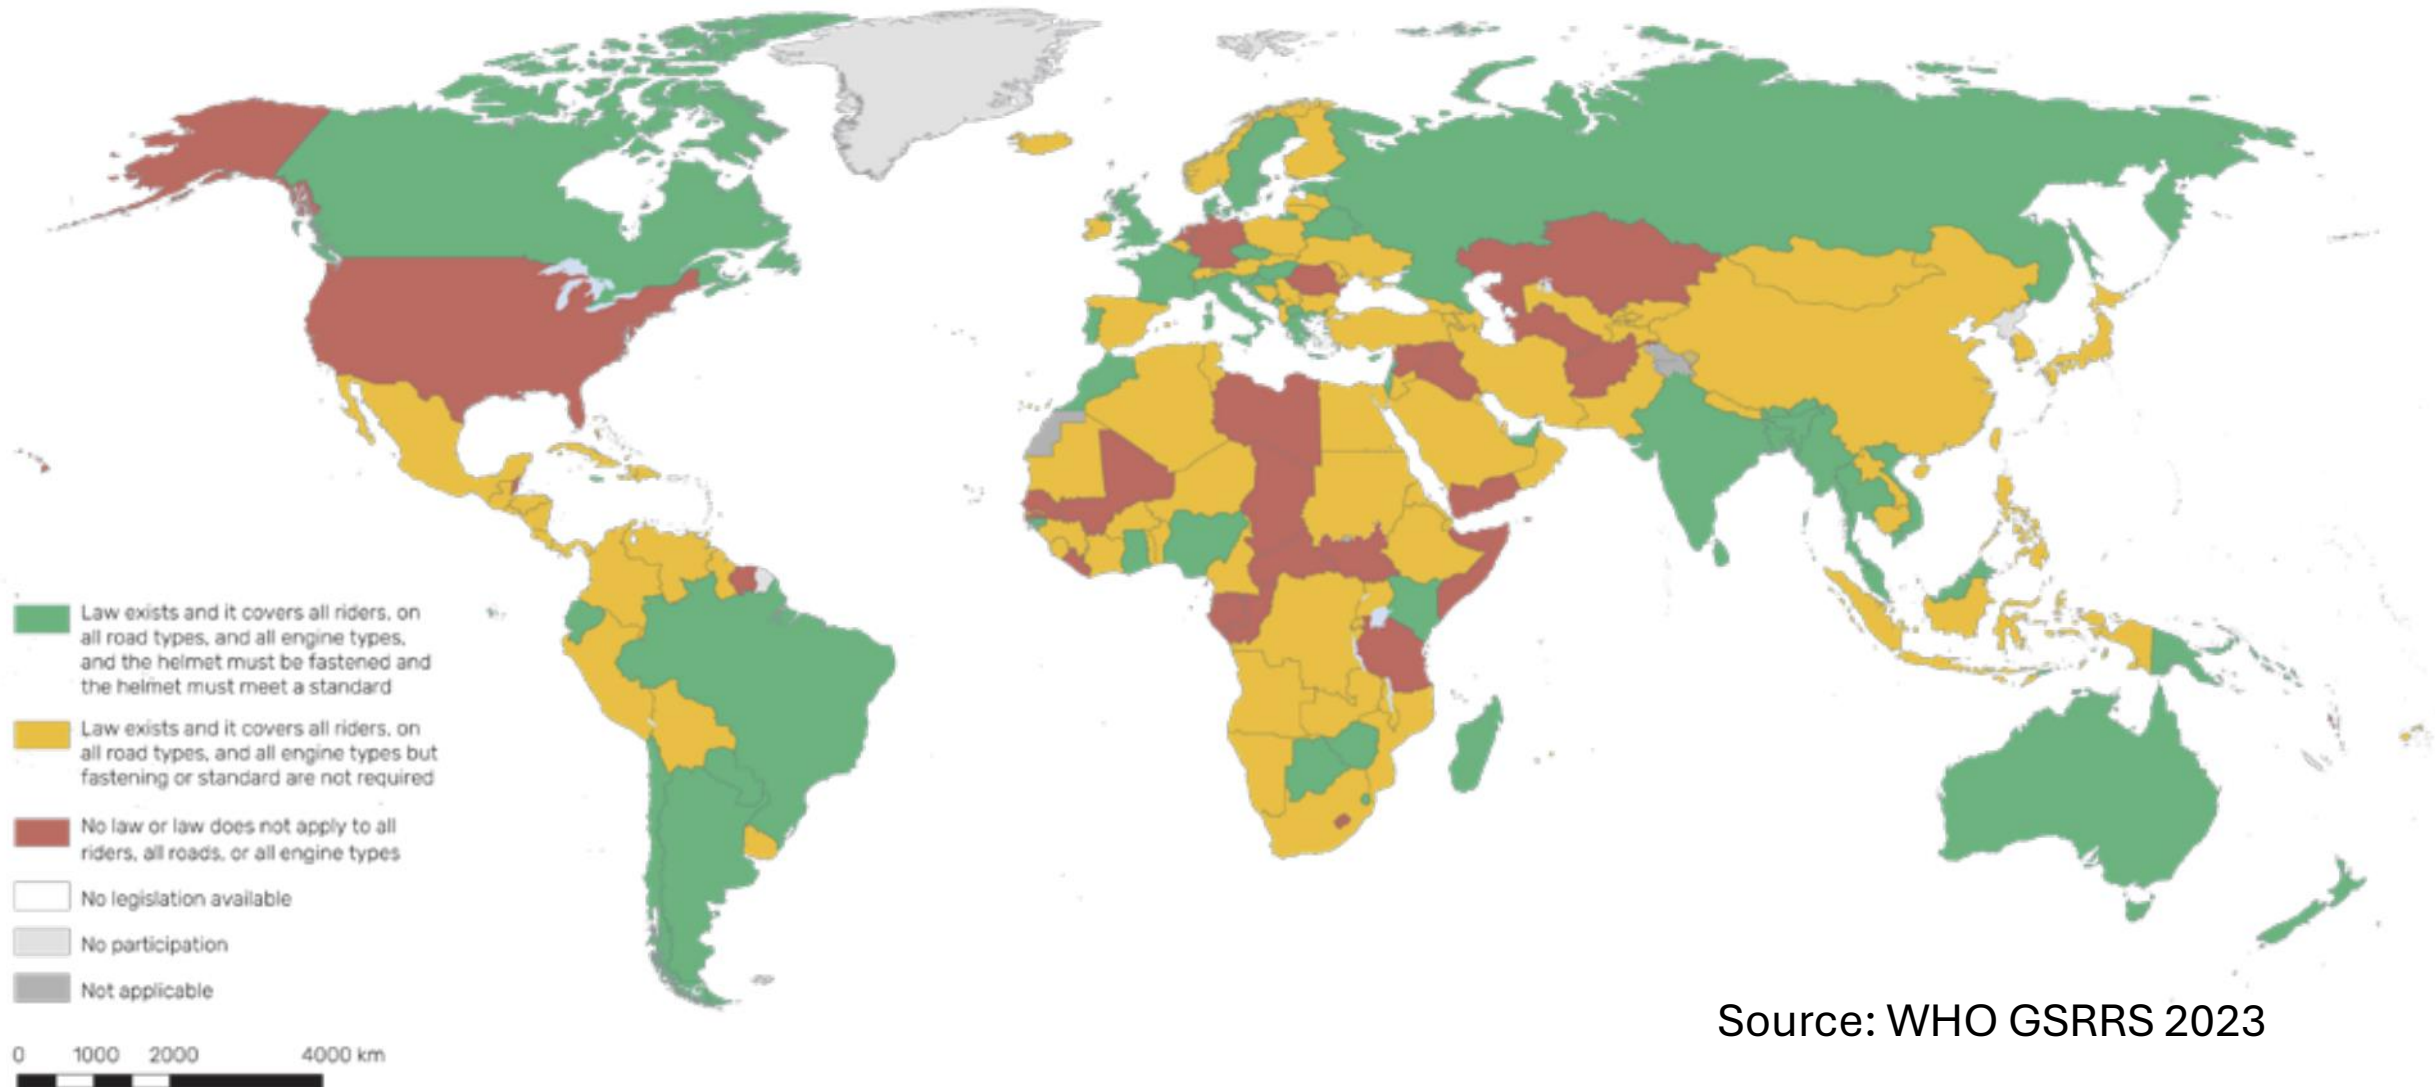 Law exists and it covers all riders, on
all road types, and all engine types,
and the helmet must be fastened and
the helmet must meet a standard
Law exists and it covers all riders, on
all road types, and all engine types but
fastening or standard are not required
No law or law does not apply to all
riders, all roads, or all engine types
No legislation available
No participation
Not applicable
0 1000 2000 4000 km
Source: WHO GSRRS 2023